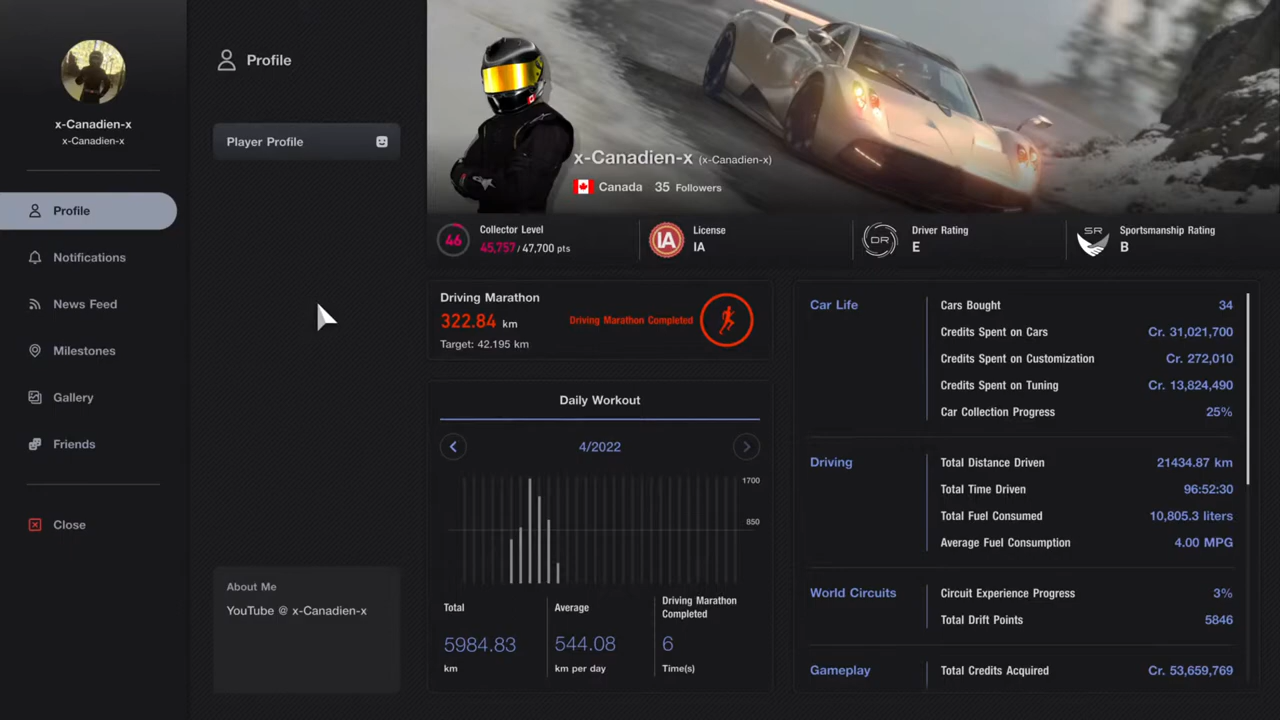 x-Canadien-x
x-Canadien-x
Profile
Notifications
News Feed
Milestones
Gallery
Friends
Close
Profile
Player Profile
About Me
YouTube @ x-Canadien-x
x-Canadien-x (x-Canadien-x)
Canada 35 Followers
46 Collector Level
45,757 / 47,700 pts
IA License
IA
DR Driver Rating
E
SR Sportsmanship Rating
B
Driving Marathon
322.84 km
Driving Marathon Completed
Target: 42.195 km
Daily Workout
4/2022
1700
850
Total
5984.83
km
Average
544.08
km per day
Driving Marathon
Completed
6
Time(s)
Car Life
Cars Bought 34
Credits Spent on Cars Cr. 31,021,700
Credits Spent on Customization Cr. 272,010
Credits Spent on Tuning Cr. 13,824,490
Car Collection Progress 25%
Driving
Total Distance Driven 21434.87 km
Total Time Driven 96:52:30
Total Fuel Consumed 10,805.3 liters
Average Fuel Consumption 4.00 MPG
World Circuits
Circuit Experience Progress 3%
Total Drift Points 5846
Gameplay
Total Credits Acquired Cr. 53,659,769